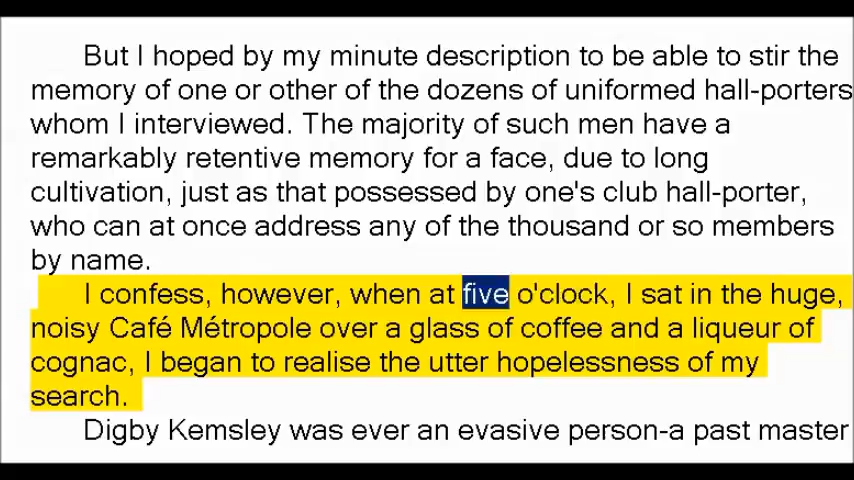 But I hoped by my minute description to be able to stir the
memory of one or other of the dozens of uniformed hall-porters
whom I interviewed. The majority of such men have a
remarkably retentive memory for a face, due to long
cultivation, just as that possessed by one's club hall-porter,
who can at once address any of the thousand or so members
by name.
I confess, however, when at five o'clock, I sat in the huge,
noisy Café Métropole over a glass of coffee and a liqueur of
cognac, I began to realise the utter hopelessness of my
search.
Digby Kemsley was ever an evasive person-a past master